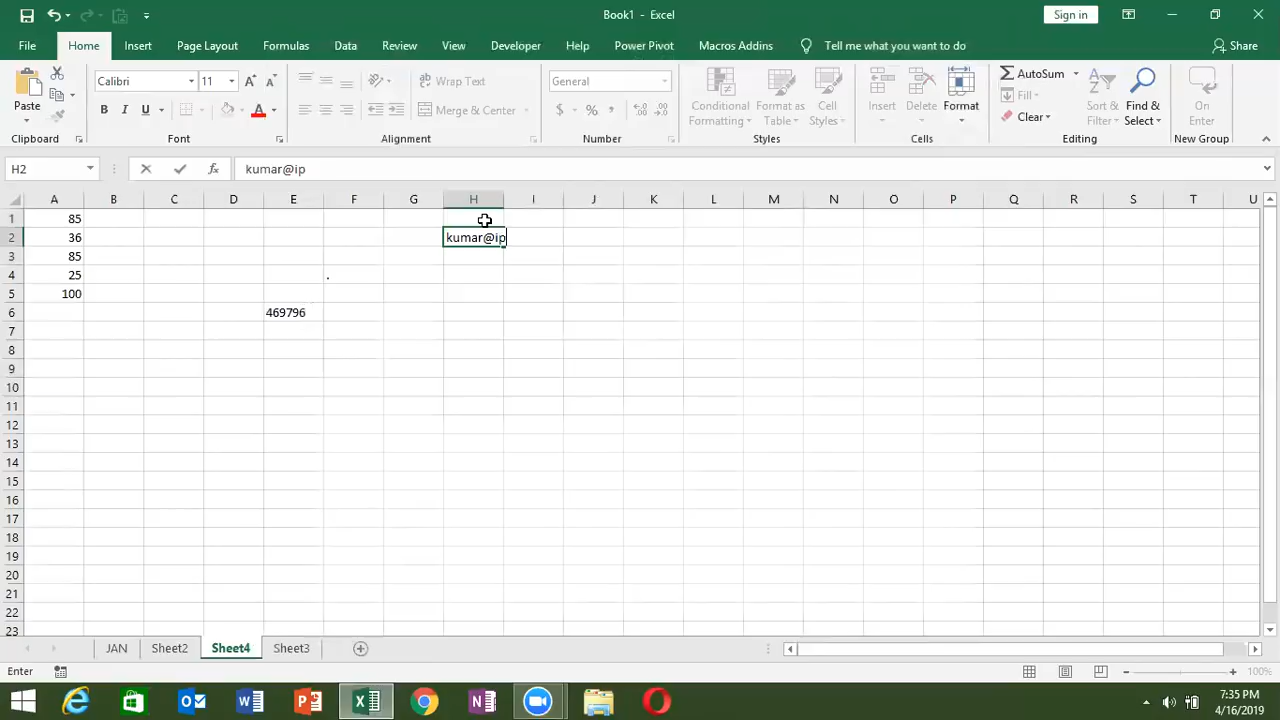 Book1 - Excel
Sign in
File Home Insert Page Layout Formulas Data Review View Developer Help Power Pivot Macros Addins Tell me what you want to do Share
Paste
Clipboard
Calibri 11
B I U A
Font
Wrap Text
Merge & Center
Alignment
General
$ % ,
Number
Conditional Formatting
Format as Table
Cell Styles
Styles
Insert
Delete
Format
Cells
AutoSum
Fill
Clear
Sort & Filter
Find & Select
Editing
On Enter
New Group
H2 fx kumar@ip
A B C D E F G H I J K L M N O P Q R S T U
1 85
2 36 kumar@ip
3 85
4 25 .
5 100
6 469796
7
8
9
10
11
12
13
14
15
16
17
18
19
20
21
22
23
JAN Sheet2 Sheet4 Sheet3
Enter 100%
7:35 PM
4/16/2019